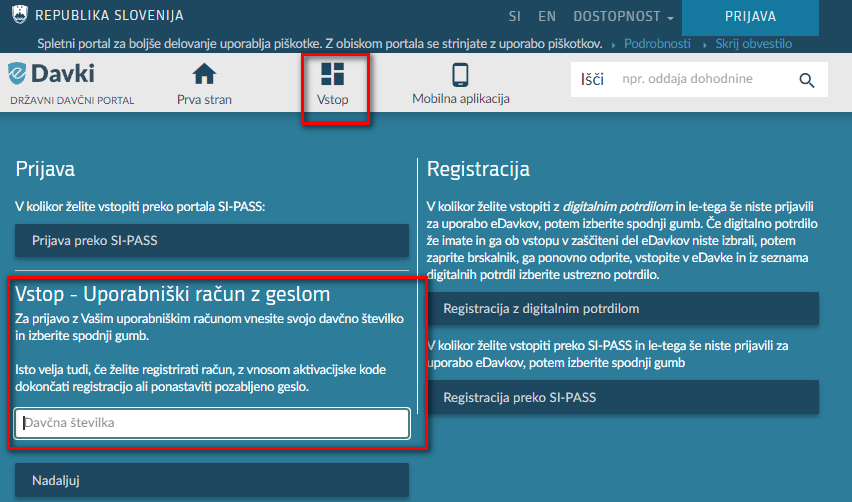 REPUBLIKA SLOVENIJA
SI EN DOSTOPNOST PRIJAVA
Spletni portal za boljše delovanje uporablja piškotke. Z obiskom portala se strinjate z uporabo piškotkov. Podrobnosti Skrij obvestilo
eDavki
DRŽAVNI DAVČNI PORTAL
Prva stran
Vstop
Mobilna aplikacija
Išči npr. oddaja dohodnine
Prijava
V kolikor želite vstopiti preko portala SI-PASS:
Prijava preko SI-PASS
Vstop - Uporabniški račun z geslom
Za prijavo z Vašim uporabniškim računom vnesite svojo davčno številko
in izberite spodnji gumb.
Isto velja tudi, če želite registrirati račun, z vnosom aktivacijske kode
dokončati registracijo ali ponastaviti pozabljeno geslo.
Davčna številka
Nadaljuj
Registracija
V kolikor želite vstopiti z digitalnim potrdilom in le-tega še niste prijavili
za uporabo eDavkov, potem izberite spodnji gumb. Če digitalno potrdilo
že imate in ga ob vstopu v zaščiteni del eDavkov niste izbrali, potem
zaprite brskalnik, ga ponovno odprite, vstopite v eDavke in iz seznama
digitalnih potrdil izberite ustrezno potrdilo.
Registracija z digitalnim potrdilom
V kolikor želite vstopiti preko SI-PASS in le-tega še niste prijavili za
uporabo eDavkov, potem izberite spodnji gumb
Registracija preko SI-PASS